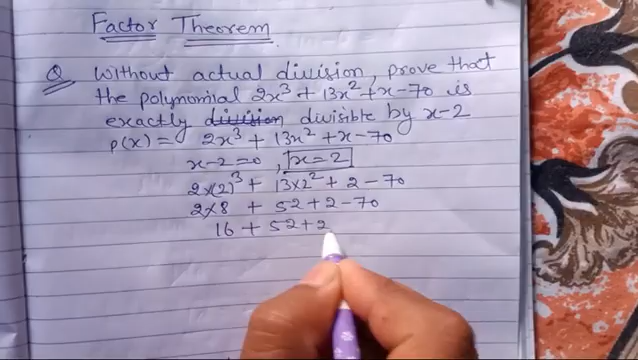 Factor Theorem
Q Without actual division, prove that
the polynomial 2x³ + 13x² + x - 70 is
exactly division divisible by x-2
p(x) = 2x³ + 13x² + x - 70
x-2=0, x=2
2×(2)³ + 13×2² + 2 - 70
2×8 + 52+2-70
16 + 52+2